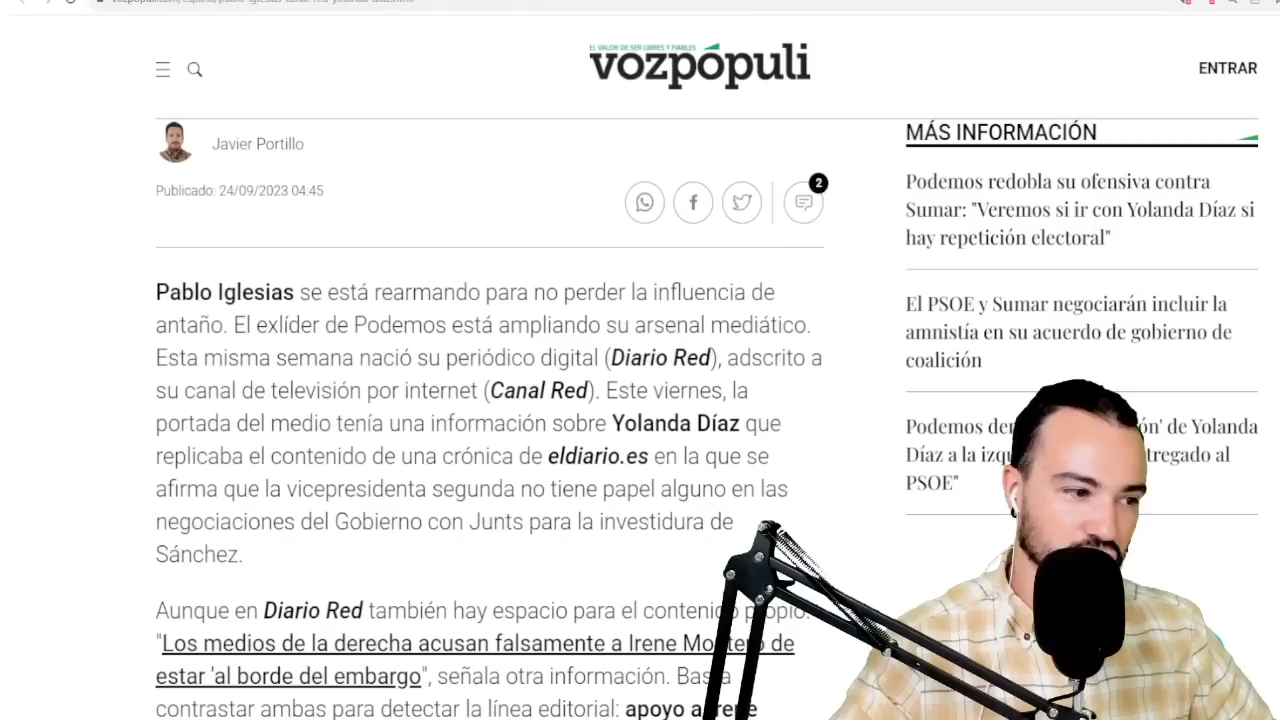 EL VALOR DE SER LIBRES Y FIABLES
vozpópuli
ENTRAR
Javier Portillo
Publicado: 24/09/2023 04:45
2
Pablo Iglesias se está rearmando para no perder la influencia de
antaño. El exlíder de Podemos está ampliando su arsenal mediático.
Esta misma semana nació su periódico digital (Diario Red), adscrito a
su canal de televisión por internet (Canal Red). Este viernes, la
portada del medio tenía una información sobre Yolanda Díaz que
replicaba el contenido de una crónica de eldiario.es en la que se
afirma que la vicepresidenta segunda no tiene papel alguno en las
negociaciones del Gobierno con Junts para la investidura de
Sánchez.
Aunque en Diario Red también hay espacio para el contenido propio.
"Los medios de la derecha acusan falsamente a Irene Montero de
estar 'al borde del embargo", señala otra información. Basta
contrastar ambas para detectar la línea editorial: apoyo a Irene
MÁS INFORMACIÓN
Podemos redobla su ofensiva contra
Sumar: "Veremos si ir con Yolanda Díaz si
hay repetición electoral"
El PSOE y Sumar negociarán incluir la
amnistía en su acuerdo de gobierno de
coalición
Podemos de Yolanda
Díaz a la al
PSOE"